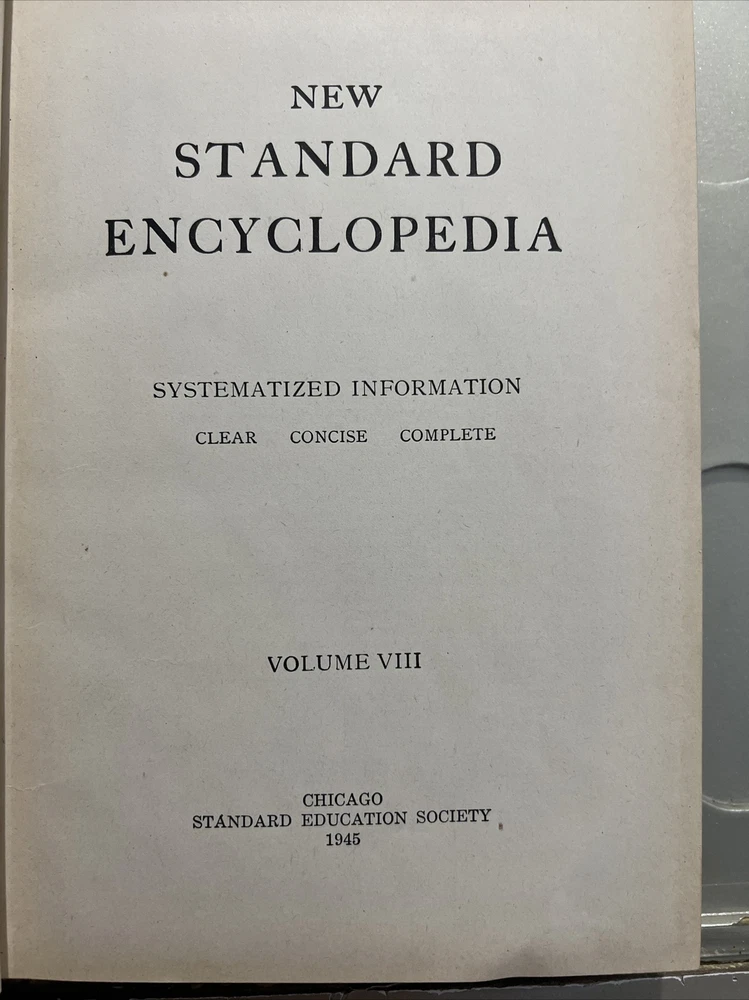 NEW
STANDARD
ENCYCLOPEDIA
SYSTEMATIZED INFORMATION
CLEAR CONCISE COMPLETE
VOLUME VIII
CHICAGO
STANDARD EDUCATION SOCIETY
1945